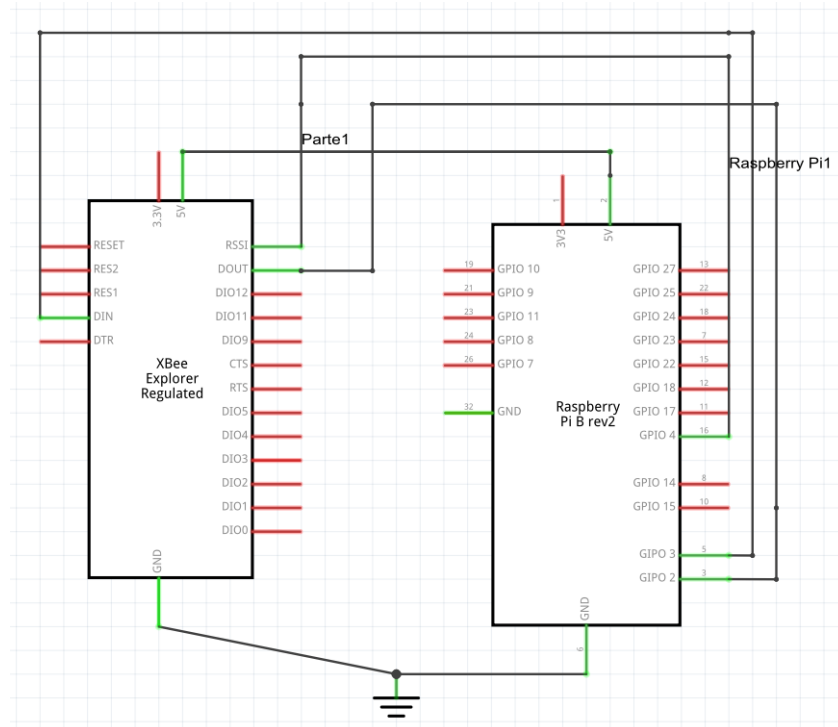 Parte1
Raspberry Pi1
3.3V
5V
RESET
RES2
RES1
DIN
DTR
RSSI
DOUT
DIO12
DIO11
DIO9
CTS
RTS
DIO5
DIO4
DIO3
DIO2
DIO1
DIO0
XBee
Explorer
Regulated
GND
1
2
3V3
5V
19 GPIO 10
21 GPIO 9
23 GPIO 11
24 GPIO 8
26 GPIO 7
32 GND
Raspberry
Pi B rev2
GPIO 27 13
GPIO 25 22
GPIO 24 18
GPIO 23 7
GPIO 22 15
GPIO 18 12
GPIO 17 11
GPIO 4 16
GPIO 14 8
GPIO 15 10
GIPO 3 5
GIPO 2 3
GND
6